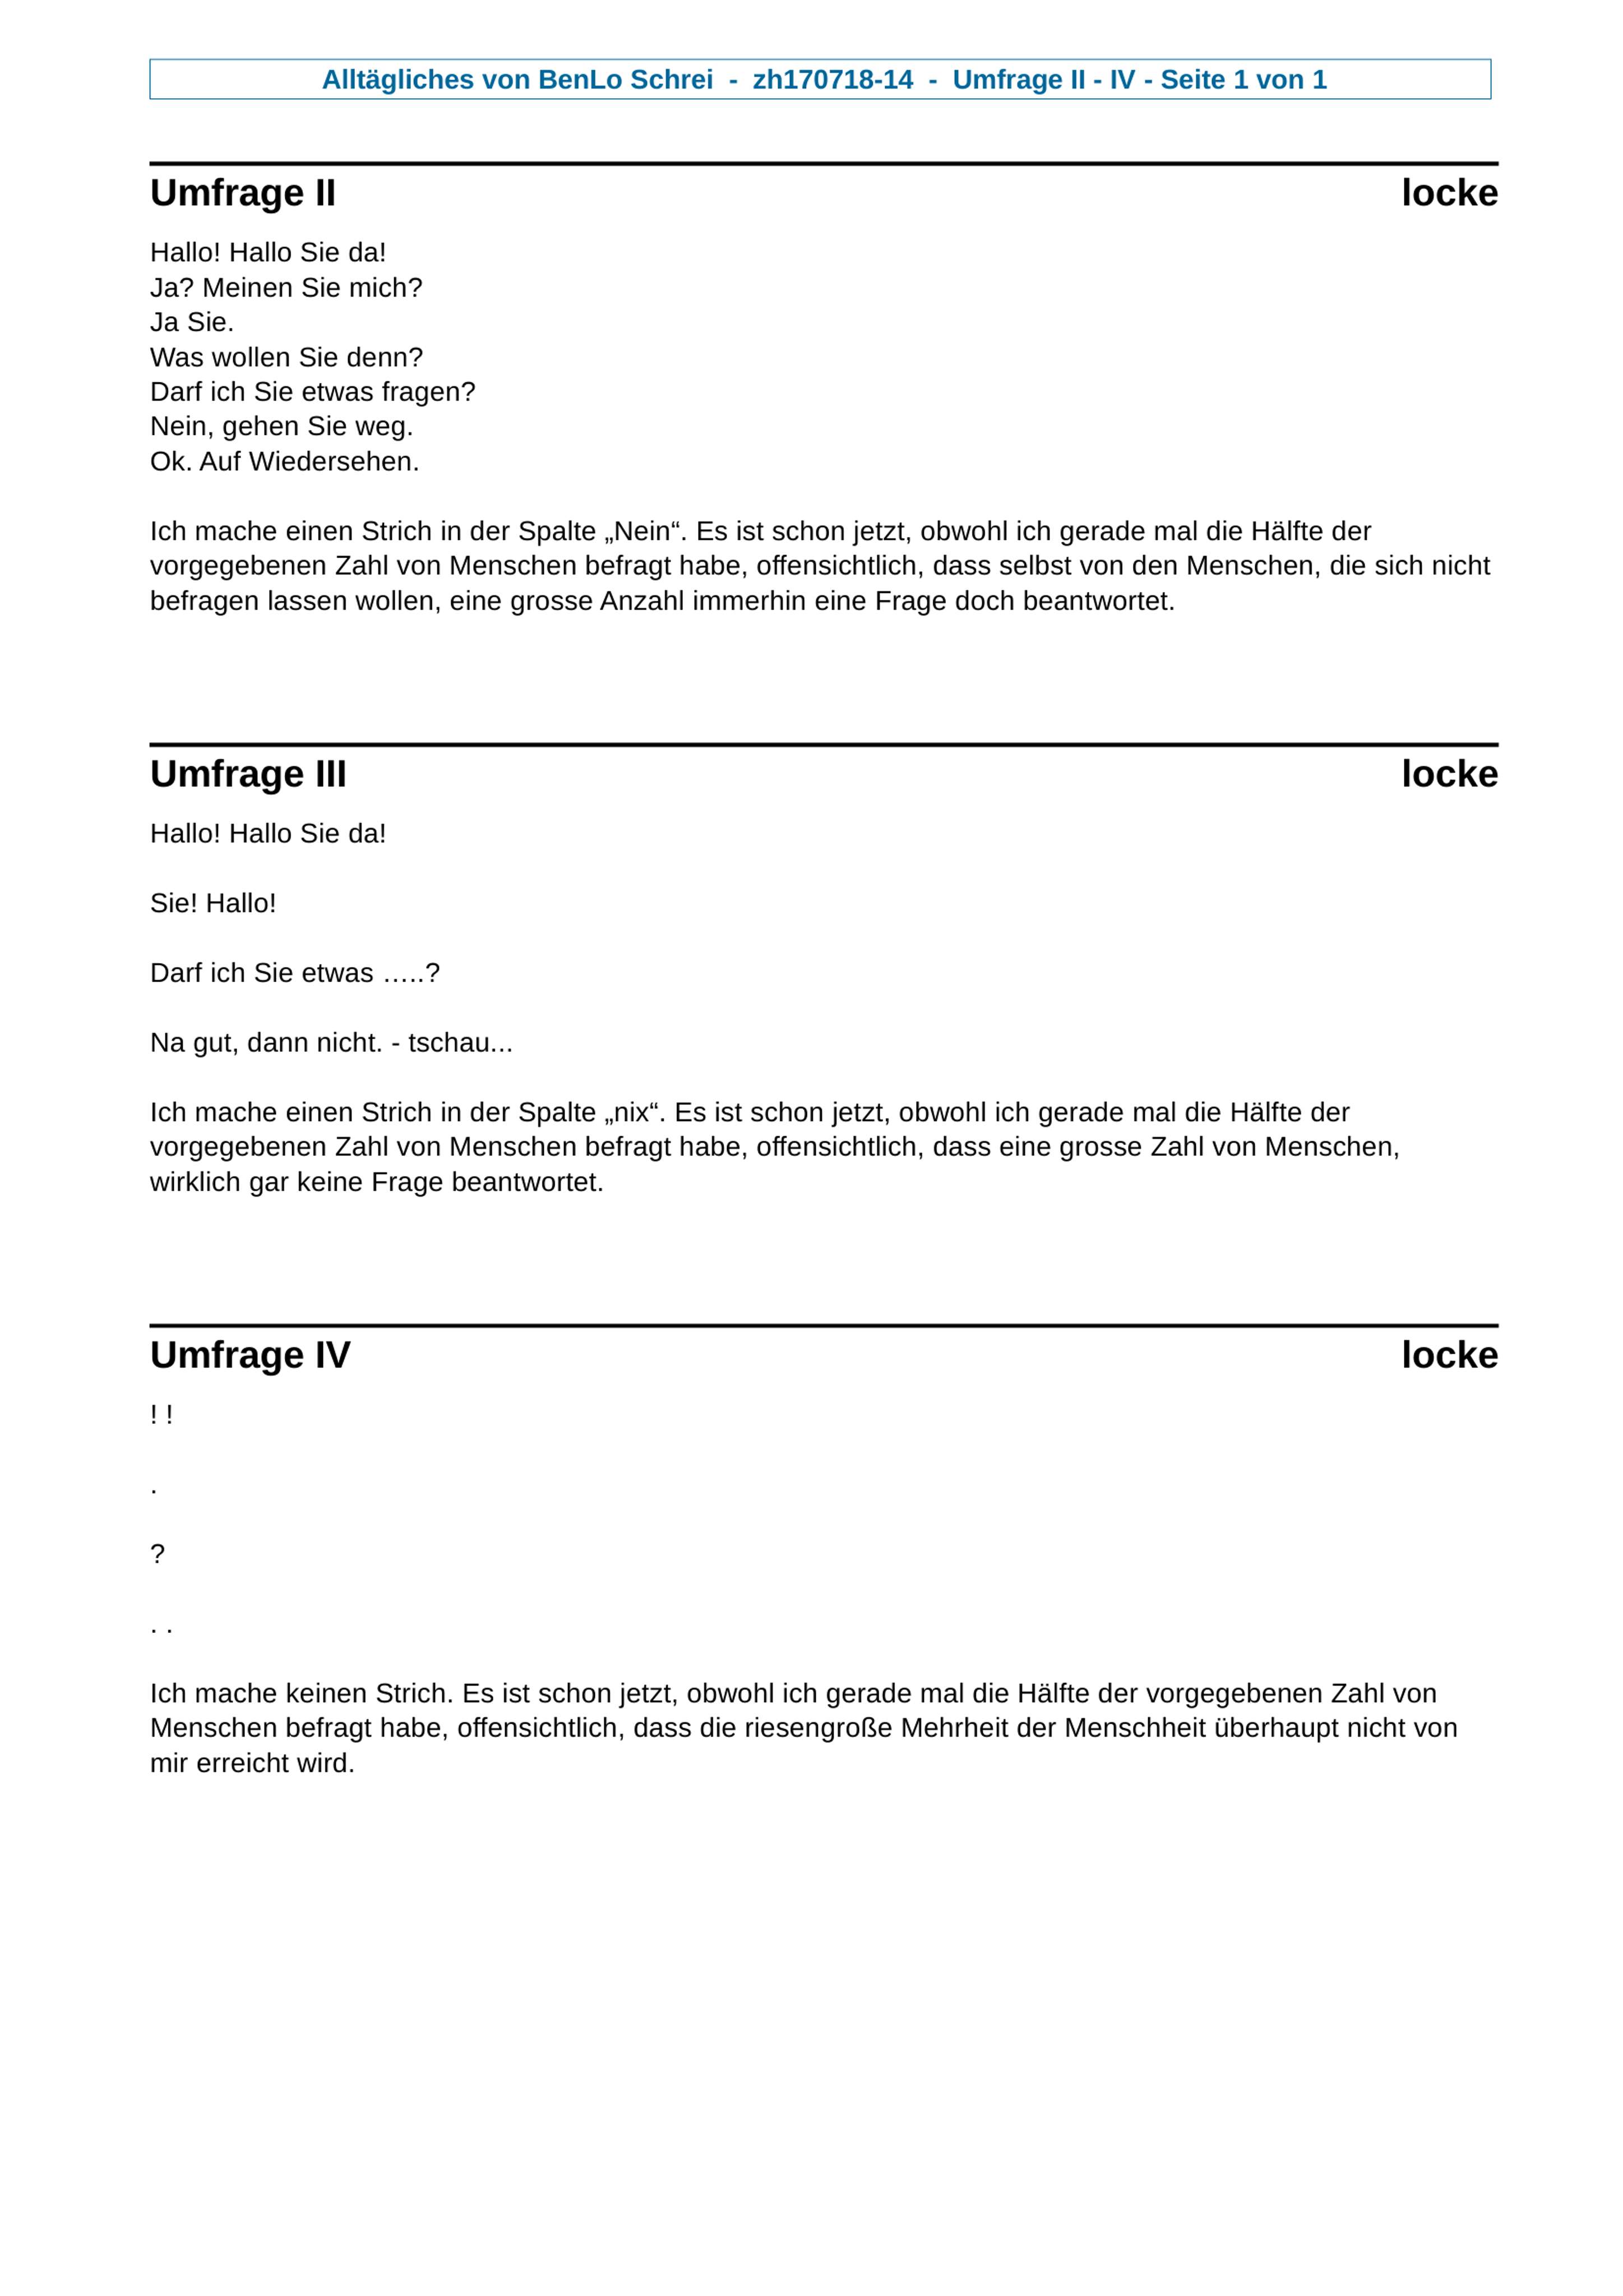 Alltägliches von BenLo Schrei - zh170718-14 - Umfrage II - IV - Seite 1 von 1
Umfrage II locke
Hallo! Hallo Sie da!
Ja? Meinen Sie mich?
Ja Sie.
Was wollen Sie denn?
Darf ich Sie etwas fragen?
Nein, gehen Sie weg.
Ok. Auf Wiedersehen.
Ich mache einen Strich in der Spalte „Nein“. Es ist schon jetzt, obwohl ich gerade mal die Hälfte der
vorgegebenen Zahl von Menschen befragt habe, offensichtlich, dass selbst von den Menschen, die sich nicht
befragen lassen wollen, eine grosse Anzahl immerhin eine Frage doch beantwortet.
Umfrage III locke
Hallo! Hallo Sie da!
Sie! Hallo!
Darf ich Sie etwas …..?
Na gut, dann nicht. - tschau...
Ich mache einen Strich in der Spalte „nix“. Es ist schon jetzt, obwohl ich gerade mal die Hälfte der
vorgegebenen Zahl von Menschen befragt habe, offensichtlich, dass eine grosse Zahl von Menschen,
wirklich gar keine Frage beantwortet.
Umfrage IV locke
! !
.
?
. .
Ich mache keinen Strich. Es ist schon jetzt, obwohl ich gerade mal die Hälfte der vorgegebenen Zahl von
Menschen befragt habe, offensichtlich, dass die riesengroße Mehrheit der Menschheit überhaupt nicht von
mir erreicht wird.